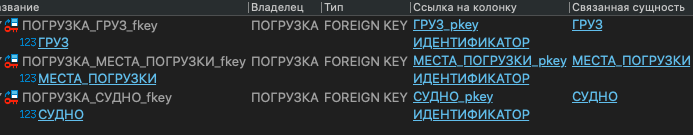 азвание Владелец Тип Ссылка на колонку Связанная сущность
ПОГРУЗКА_ГРУЗ_fkey ПОГРУЗКА FOREIGN KEY ГРУЗ_pkey ГРУЗ
123 ГРУЗ ИДЕНТИФИКАТОР
ПОГРУЗКА_МЕСТА_ПОГРУЗКИ_fkey ПОГРУЗКА FOREIGN KEY МЕСТА_ПОГРУЗКИ_pkey МЕСТА_ПОГРУЗКИ
123 МЕСТА_ПОГРУЗКИ ИДЕНТИФИКАТОР
ПОГРУЗКА_СУДНО_fkey ПОГРУЗКА FOREIGN KEY СУДНО_pkey СУДНО
123 СУДНО ИДЕНТИФИКАТОР